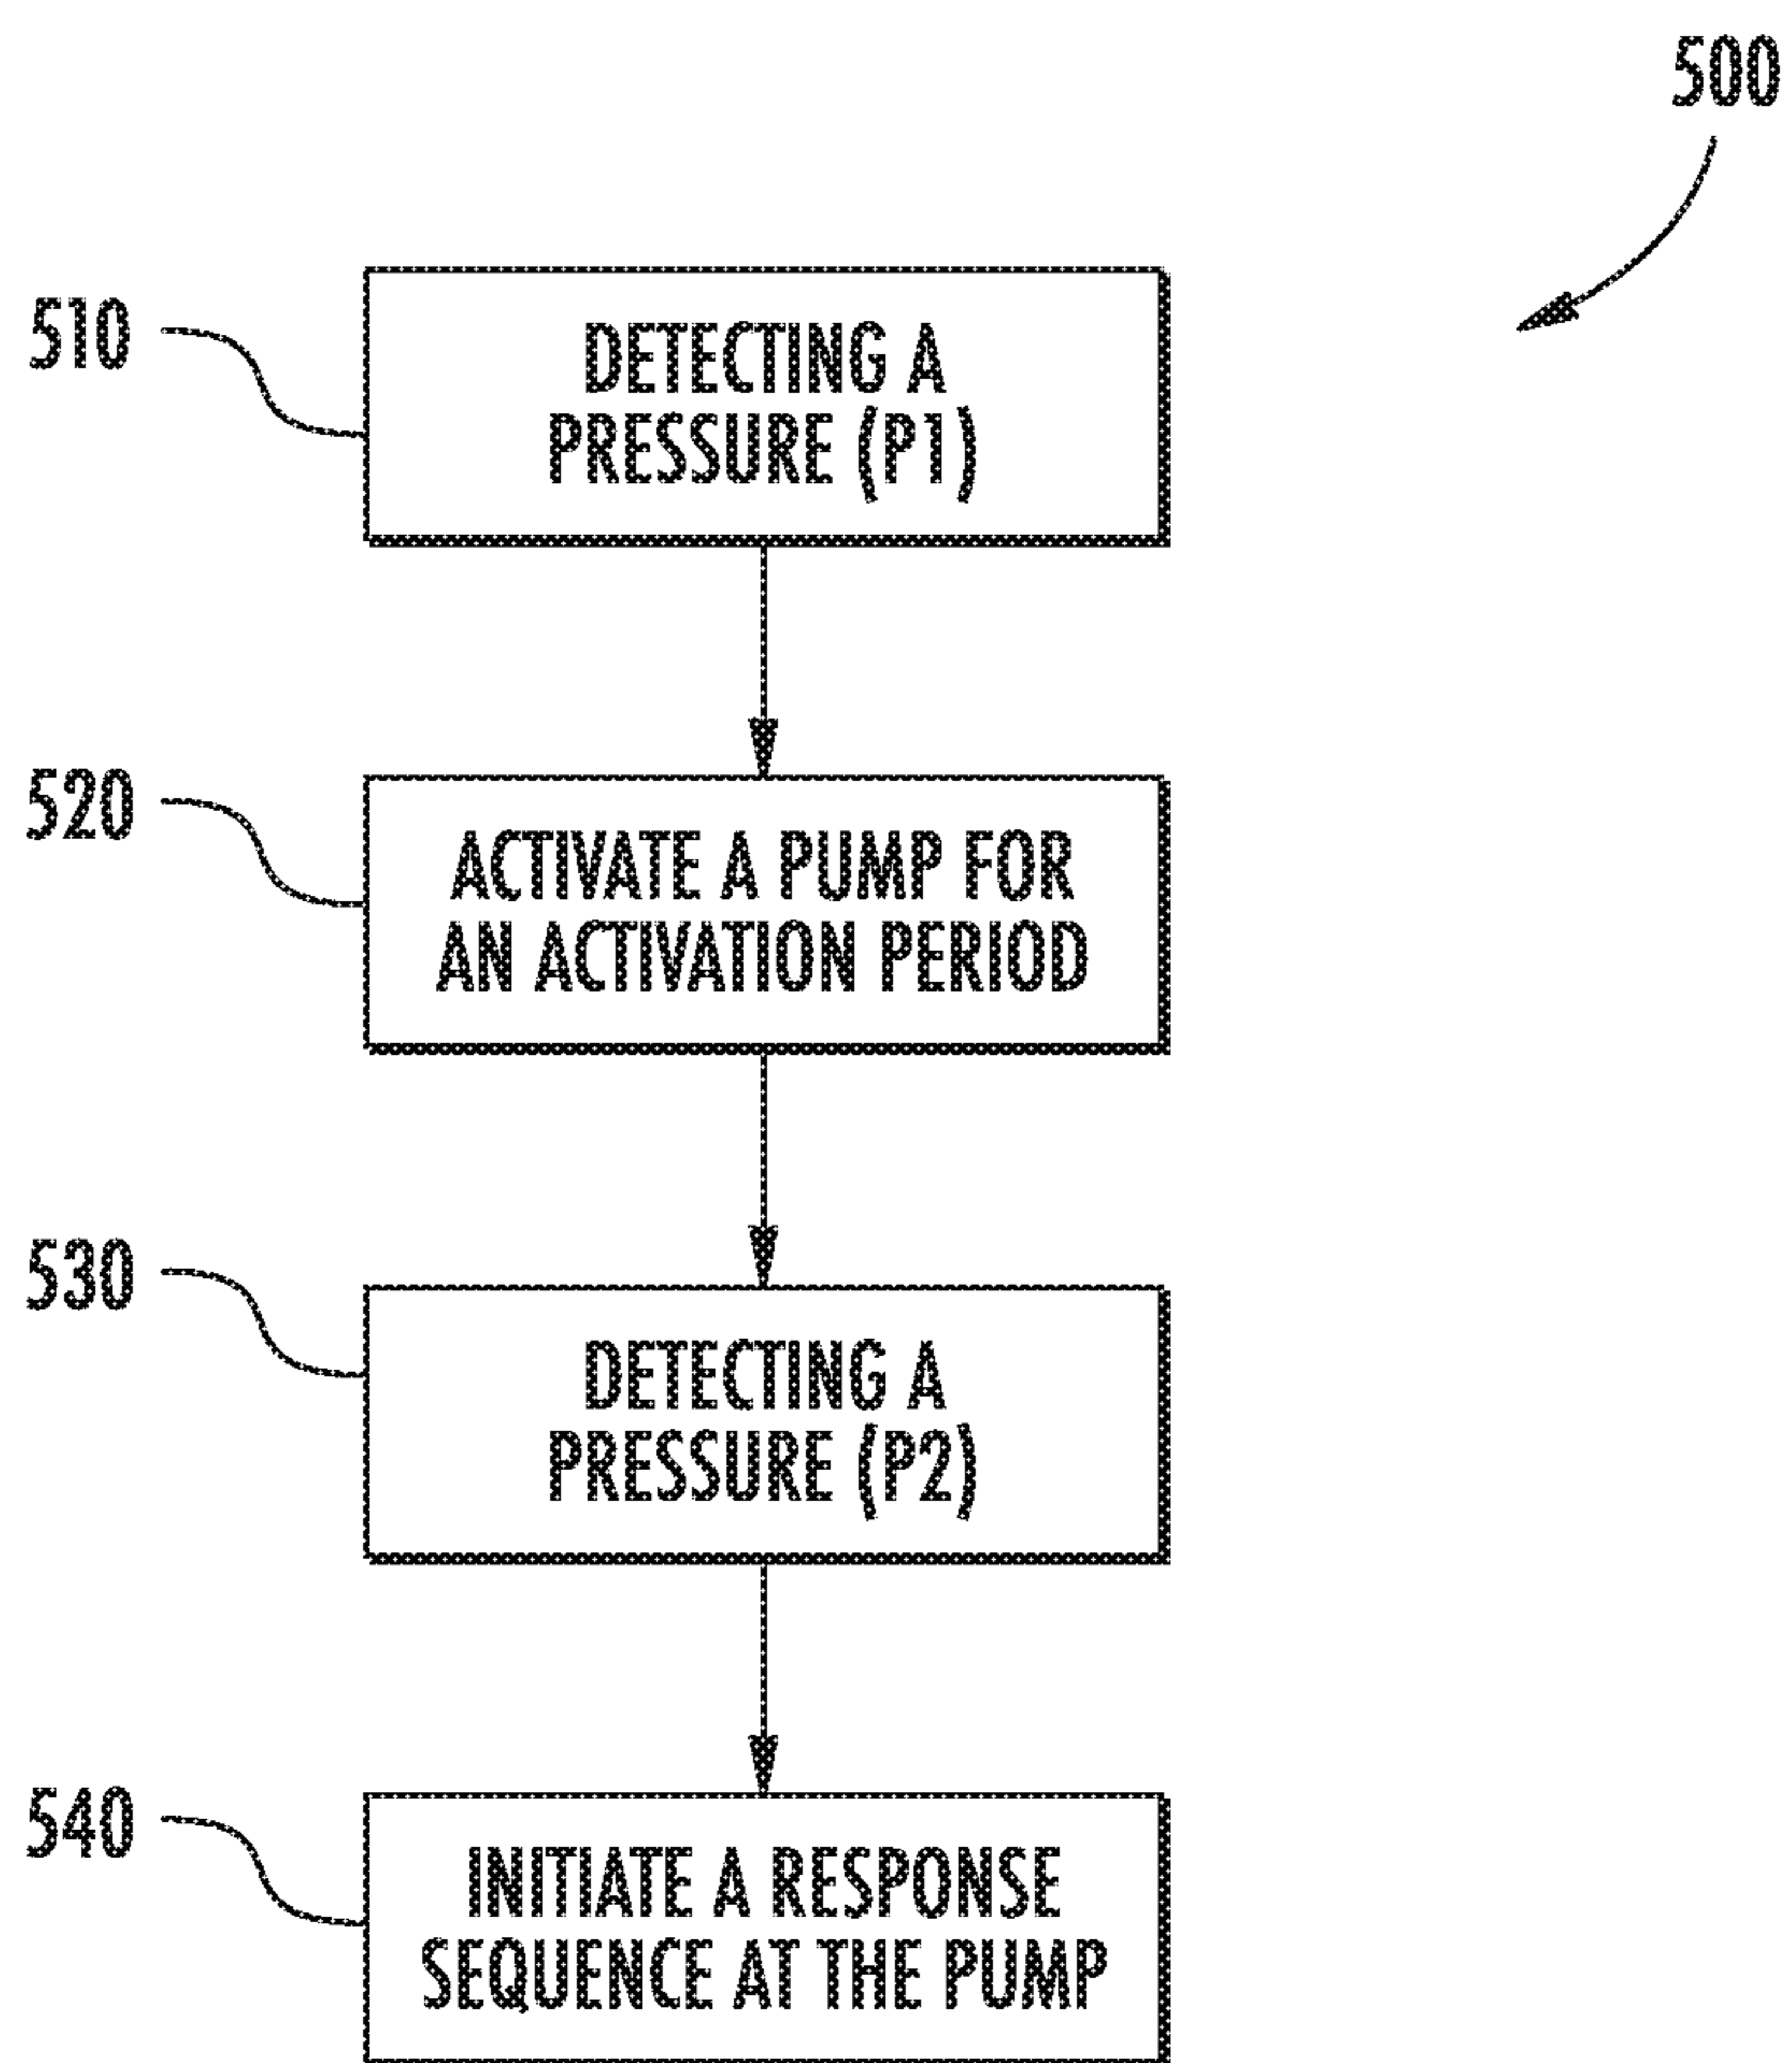 500
510
DETECTING A
PRESSURE (P1)
520
ACTIVATE A PUMP FOR
AN ACTIVATION PERIOD
530
DETECTING A
PRESSURE (P2)
540
INITIATE A RESPONSE
SEQUENCE AT THE PUMP